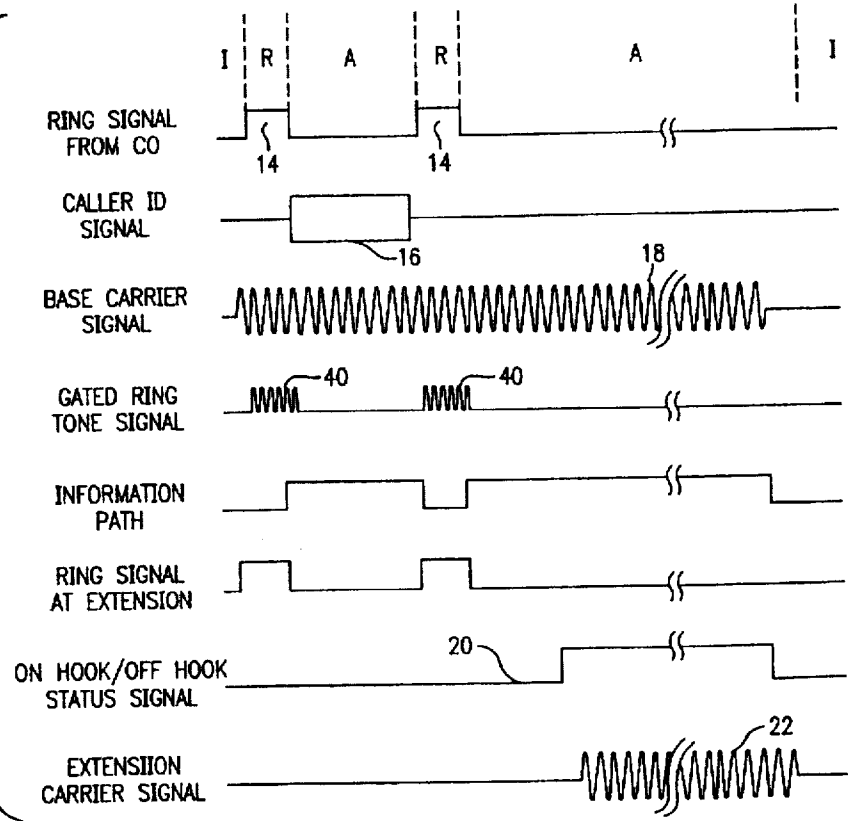 I R A R A I
RING SIGNAL
FROM CO
14 14
CALLER ID
SIGNAL
16
18
BASE CARRIER
SIGNAL
40 40
GATED RING
TONE SIGNAL
INFORMATION
PATH
RING SIGNAL
AT EXTENSION
20
ON HOOK/OFF HOOK
STATUS SIGNAL
22
EXTENSIION
CARRIER SIGNAL